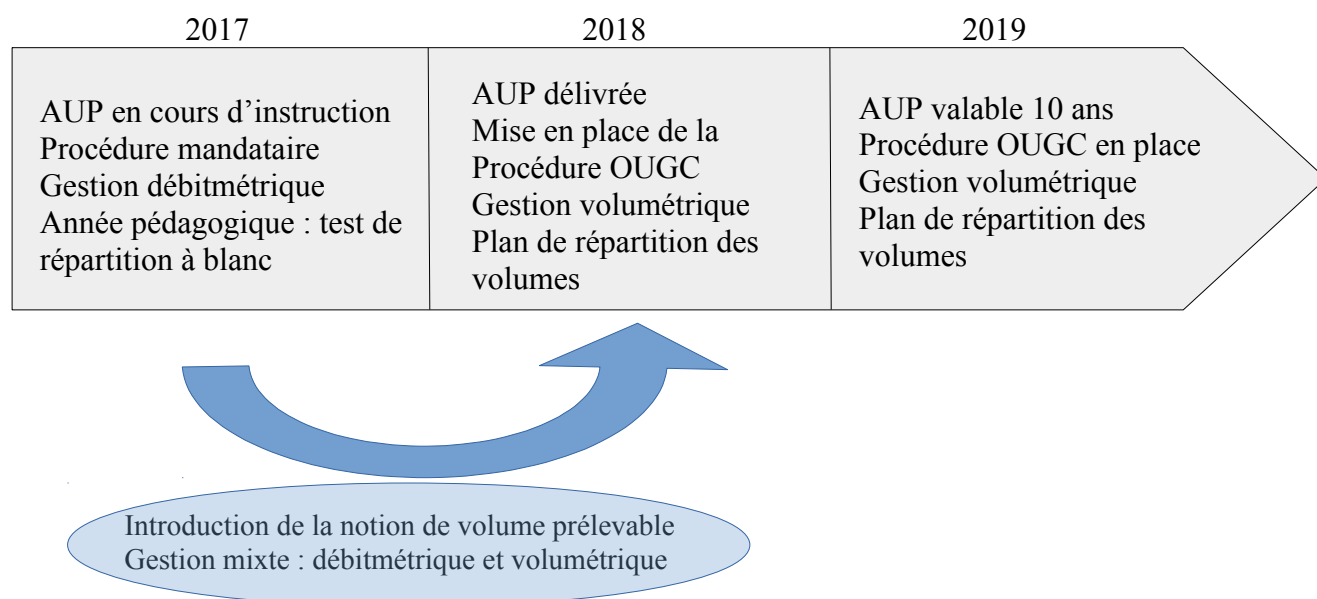 2017
2018
2019
AUP en cours d’instruction
Procédure mandataire
Gestion débitmétrique
Année pédagogique : test de
répartition à blanc
AUP délivrée
Mise en place de la
Procédure OUGC
Gestion volumétrique
Plan de répartition des
volumes
AUP valable 10 ans
Procédure OUGC en place
Gestion volumétrique
Plan de répartition des
volumes
Introduction de la notion de volume prélevable
Gestion mixte : débitmétrique et volumétrique